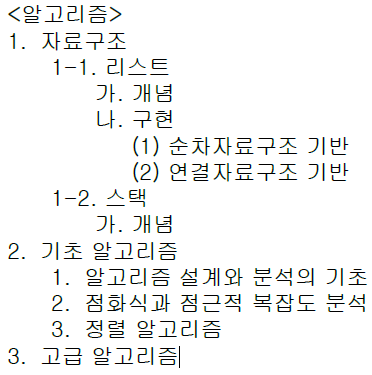 <알고리즘>
1. 자료구조
1-1. 리스트
가. 개념
나. 구현
(1) 순차자료구조 기반
(2) 연결자료구조 기반
1-2. 스택
가. 개념
2. 기초 알고리즘
1. 알고리즘 설계와 분석의 기초
2. 점화식과 점근적 복잡도 분석
3. 정렬 알고리즘
3. 고급 알고리즘